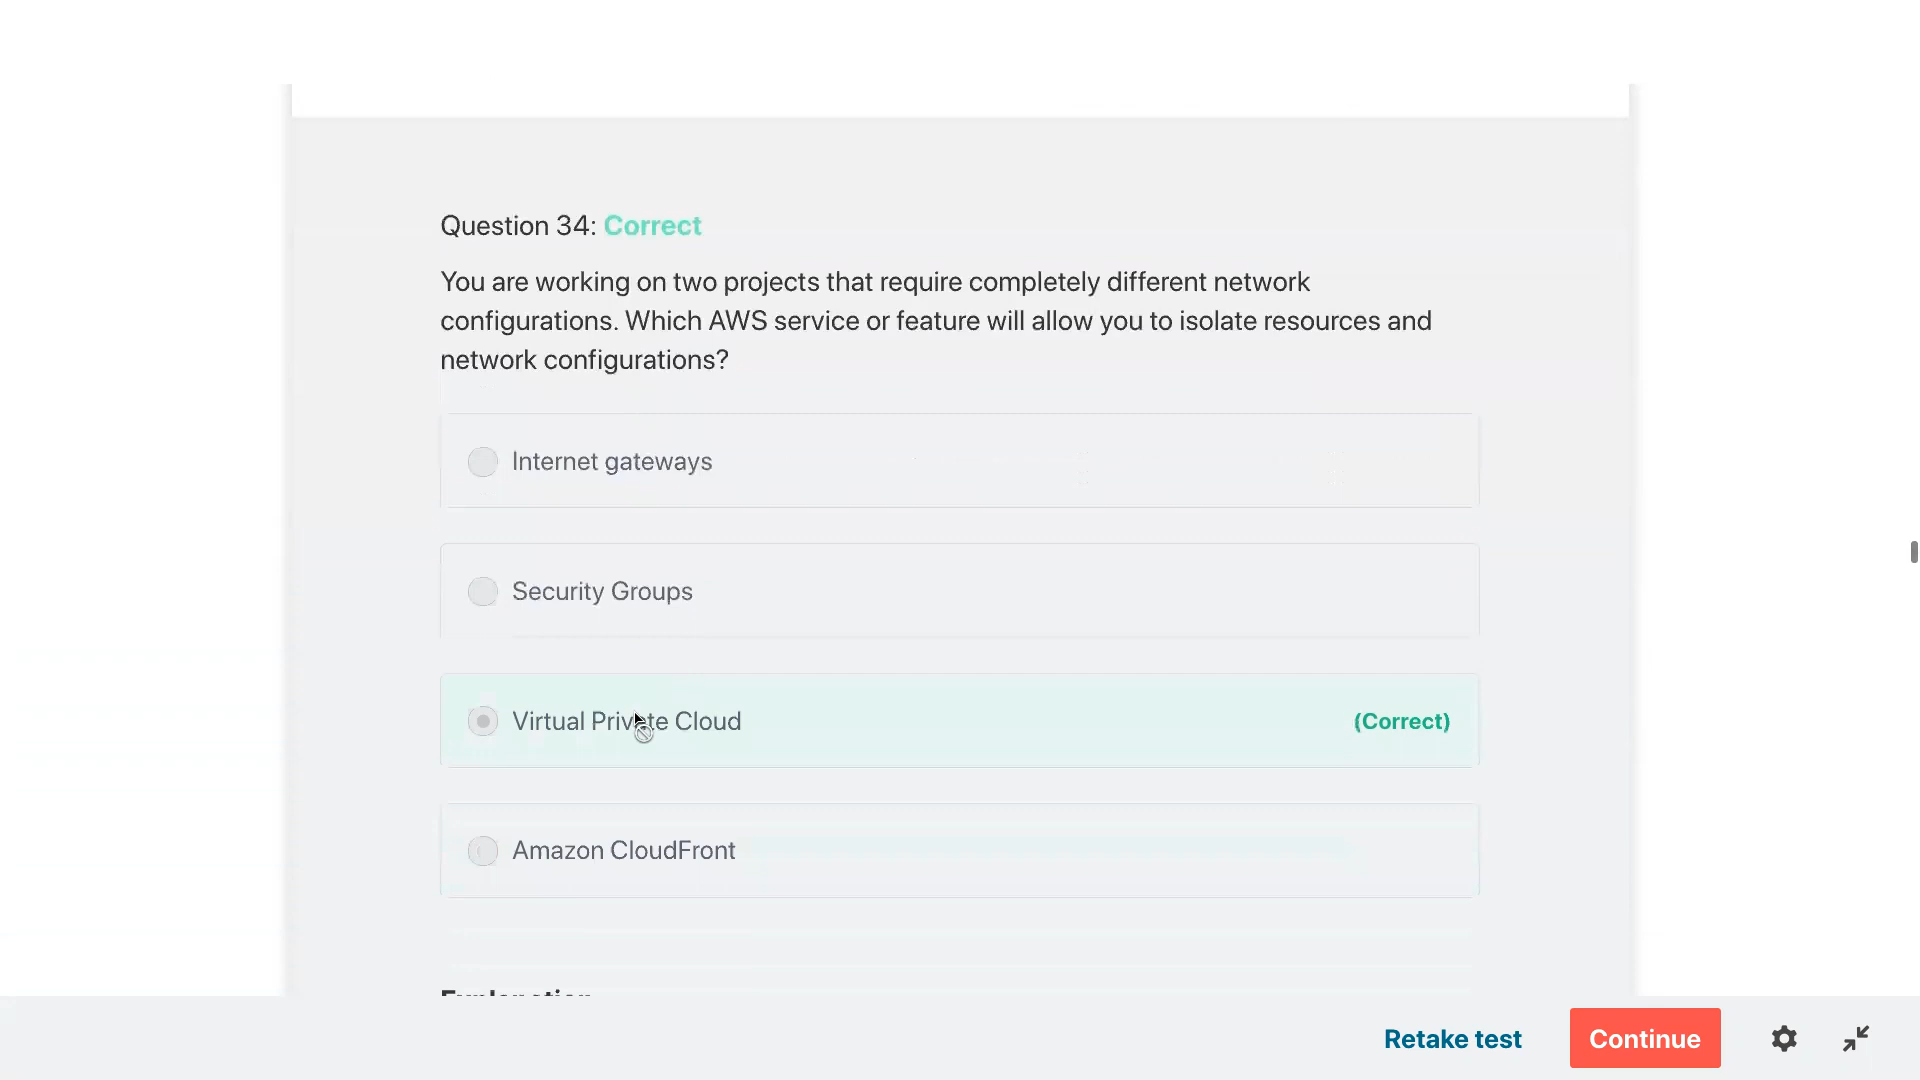 Question 34: Correct
You are working on two projects that require completely different network
configurations. Which AWS service or feature will allow you to isolate resources and
network configurations?
Internet gateways
Security Groups
Virtual Private Cloud
(Correct)
Amazon CloudFront
Explanation
Retake test
Continue